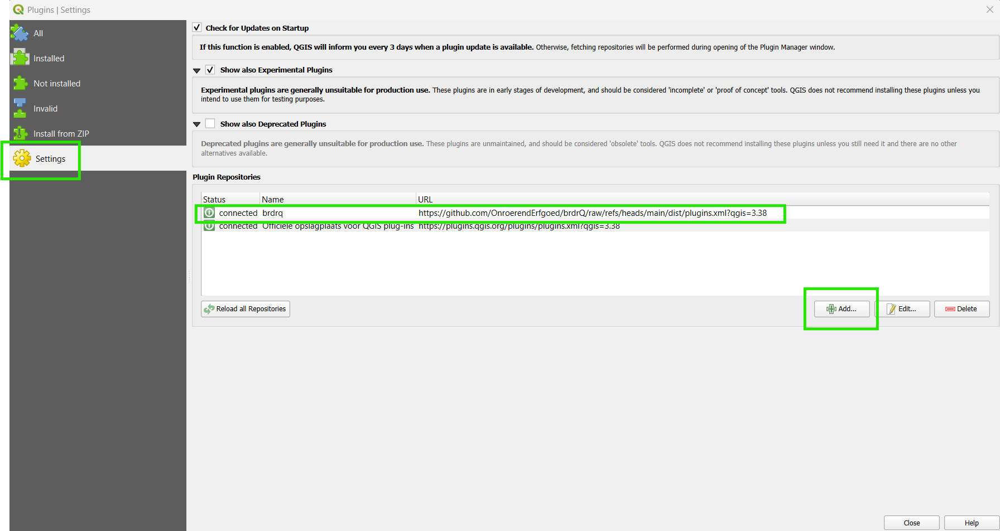 Plugins | Settings
All
Installed
Not installed
Invalid
Install from ZIP
Settings
Check for Updates on Startup
If this function is enabled, QGIS will inform you every 3 days when a plugin update is available. Otherwise, fetching repositories will be performed during opening of the Plugin Manager window.
Show also Experimental Plugins
Experimental plugins are generally unsuitable for production use. These plugins are in early stages of development, and should be considered 'incomplete' or 'proof of concept' tools. QGIS does not recommend installing these plugins unless you
intend to use them for testing purposes.
Show also Deprecated Plugins
Deprecated plugins are generally unsuitable for production use. These plugins are unmaintained, and should be considered 'obsolete' tools. QGIS does not recommend installing these plugins unless you still need it and there are no other
alternatives available.
Plugin Repositories
Status Name URL
connected brdrq https://github.com/OnroerendErfgoed/brdrQ/raw/refs/heads/main/dist/plugins.xml?qgis=3.38
connected Officiële opslagplaats voor QGIS plug-ins https://plugins.qgis.org/plugins/plugins.xml?qgis=3.38
Reload all Repositories Add... Edit... Delete
Close Help